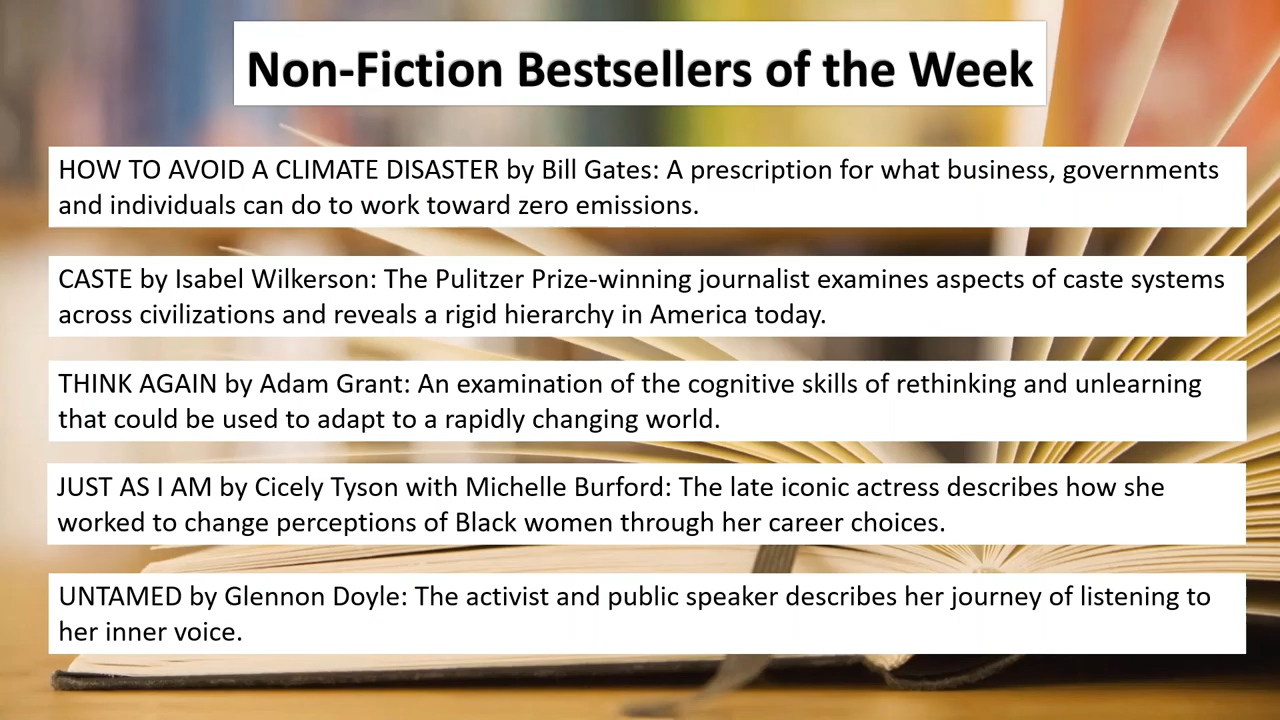 Non-Fiction Bestsellers of the Week
HOW TO AVOID A CLIMATE DISASTER by Bill Gates: A prescription for what business, governments
and individuals can do to work toward zero emissions.
CASTE by Isabel Wilkerson: The Pulitzer Prize-winning journalist examines aspects of caste systems
across civilizations and reveals a rigid hierarchy in America today.
THINK AGAIN by Adam Grant: An examination of the cognitive skills of rethinking and unlearning
that could be used to adapt to a rapidly changing world.
JUST AS I AM by Cicely Tyson with Michelle Burford: The late iconic actress describes how she
worked to change perceptions of Black women through her career choices.
UNTAMED by Glennon Doyle: The activist and public speaker describes her journey of listening to
her inner voice.